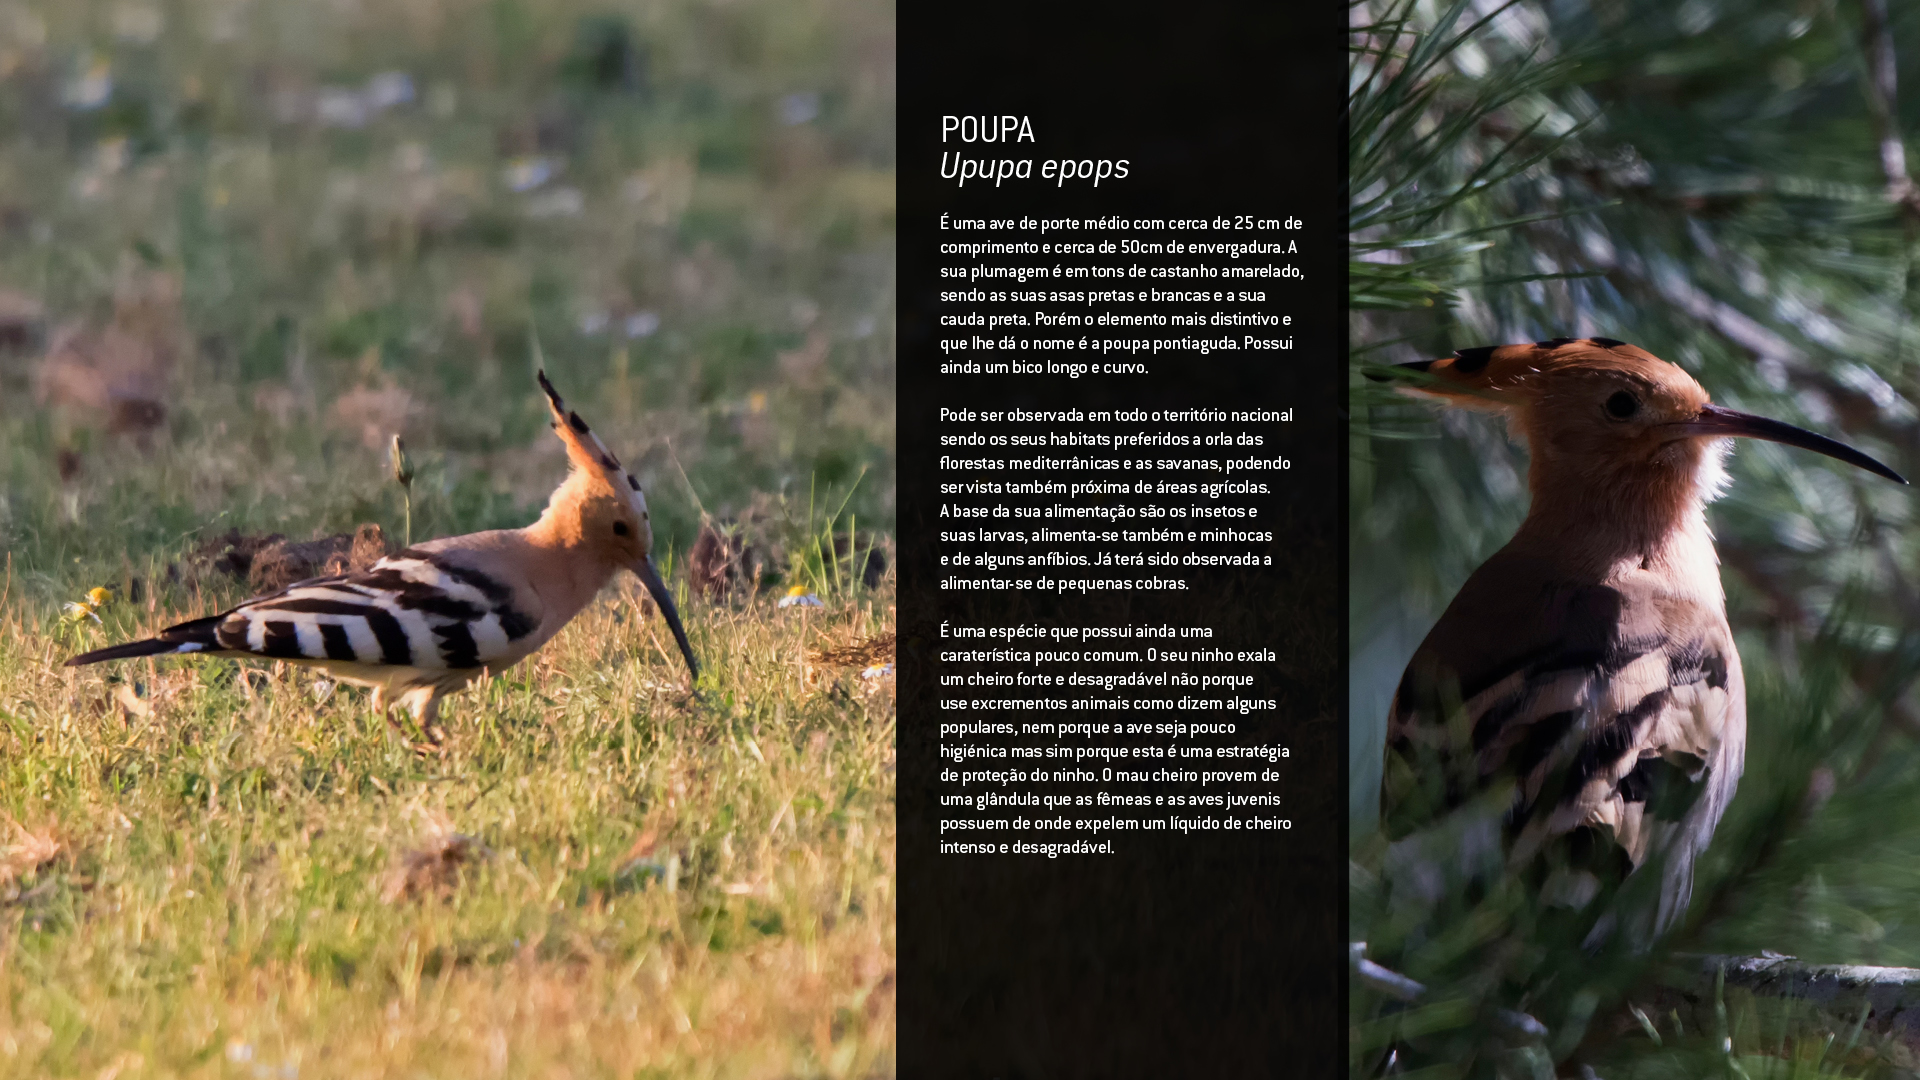 POUPA
Upupa epops
É uma ave de porte médio com cerca de 25 cm de
comprimento e cerca de 50cm de envergadura. A
sua plumagem é em tons de castanho amarelado,
sendo as suas asas pretas e brancas e a sua
cauda preta. Porém o elemento mais distintivo e
que lhe dá o nome é a poupa pontiaguda. Possui
ainda um bico longo e curvo.
Pode ser observada em todo o território nacional
sendo os seus habitats preferidos a orla das
florestas mediterrânicas e as savanas, podendo
ser vista também próxima de áreas agrícolas.
A base da sua alimentação são os insetos e
suas larvas, alimenta-se também e minhocas
e de alguns anfíbios. Já terá sido observada a
alimentar-se de pequenas cobras.
É uma espécie que possui ainda uma
caraterística pouco comum. O seu ninho exala
um cheiro forte e desagradável não porque
use excrementos animais como dizem alguns
populares, nem porque a ave seja pouco
higiénica mas sim porque esta é uma estratégia
de proteção do ninho. O mau cheiro provem de
uma glândula que as fêmeas e as aves juvenis
possuem de onde expelem um líquido de cheiro
intenso e desagradável.